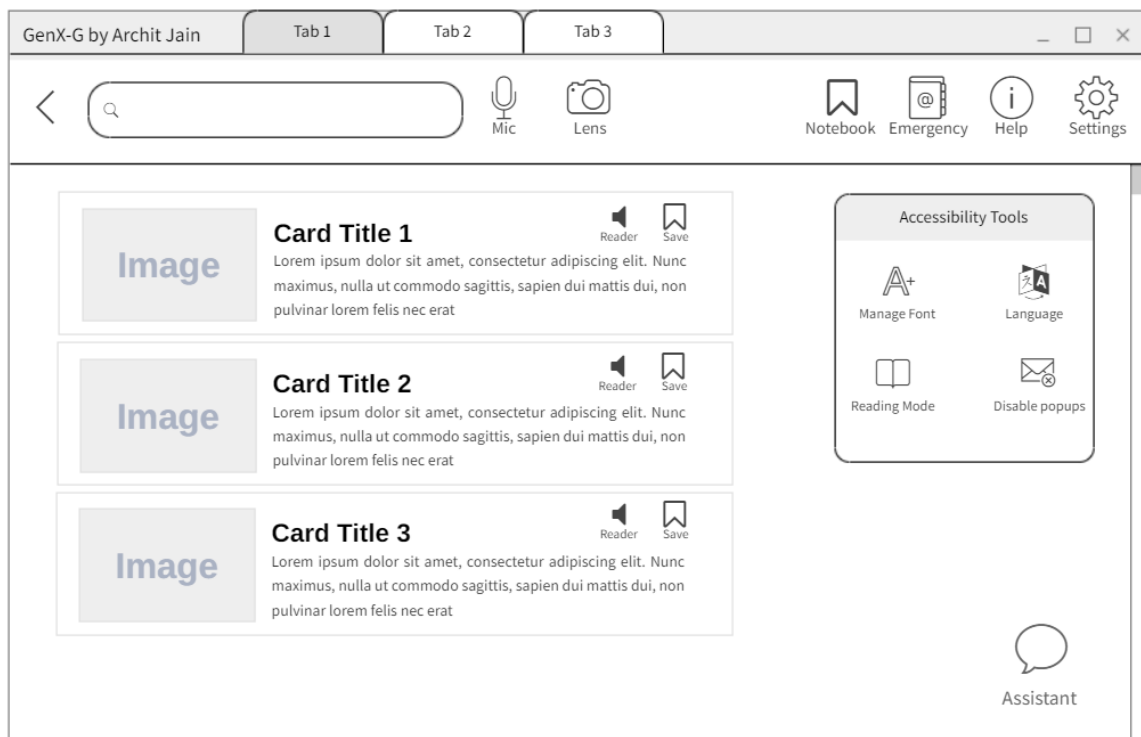 GenX-G by Archit Jain
Tab 1
Tab 2
Tab 3
Mic
Lens
Notebook
@
Emergency
i
Help
Settings
Image
Card Title 1
Reader
Save
Lorem ipsum dolor sit amet, consectetur adipiscing elit. Nunc
maximus, nulla ut commodo sagittis, sapien dui mattis dui, non
pulvinar lorem felis nec erat
Image
Card Title 2
Reader
Save
Lorem ipsum dolor sit amet, consectetur adipiscing elit. Nunc
maximus, nulla ut commodo sagittis, sapien dui mattis dui, non
pulvinar lorem felis nec erat
Image
Card Title 3
Reader
Save
Lorem ipsum dolor sit amet, consectetur adipiscing elit. Nunc
maximus, nulla ut commodo sagittis, sapien dui mattis dui, non
pulvinar lorem felis nec erat
Accessibility Tools
A+
Manage Font
文A
Language
Reading Mode
Disable popups
Assistant